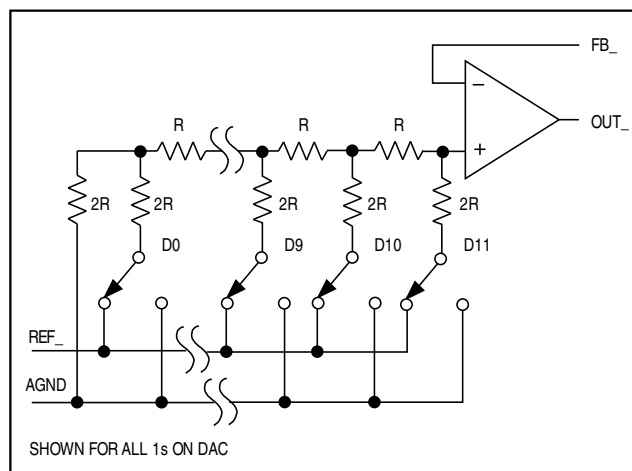 FB_
−
OUT_
+
R R R
2R 2R 2R 2R 2R
D0 D9 D10 D11
REF_
AGND
SHOWN FOR ALL 1s ON DAC